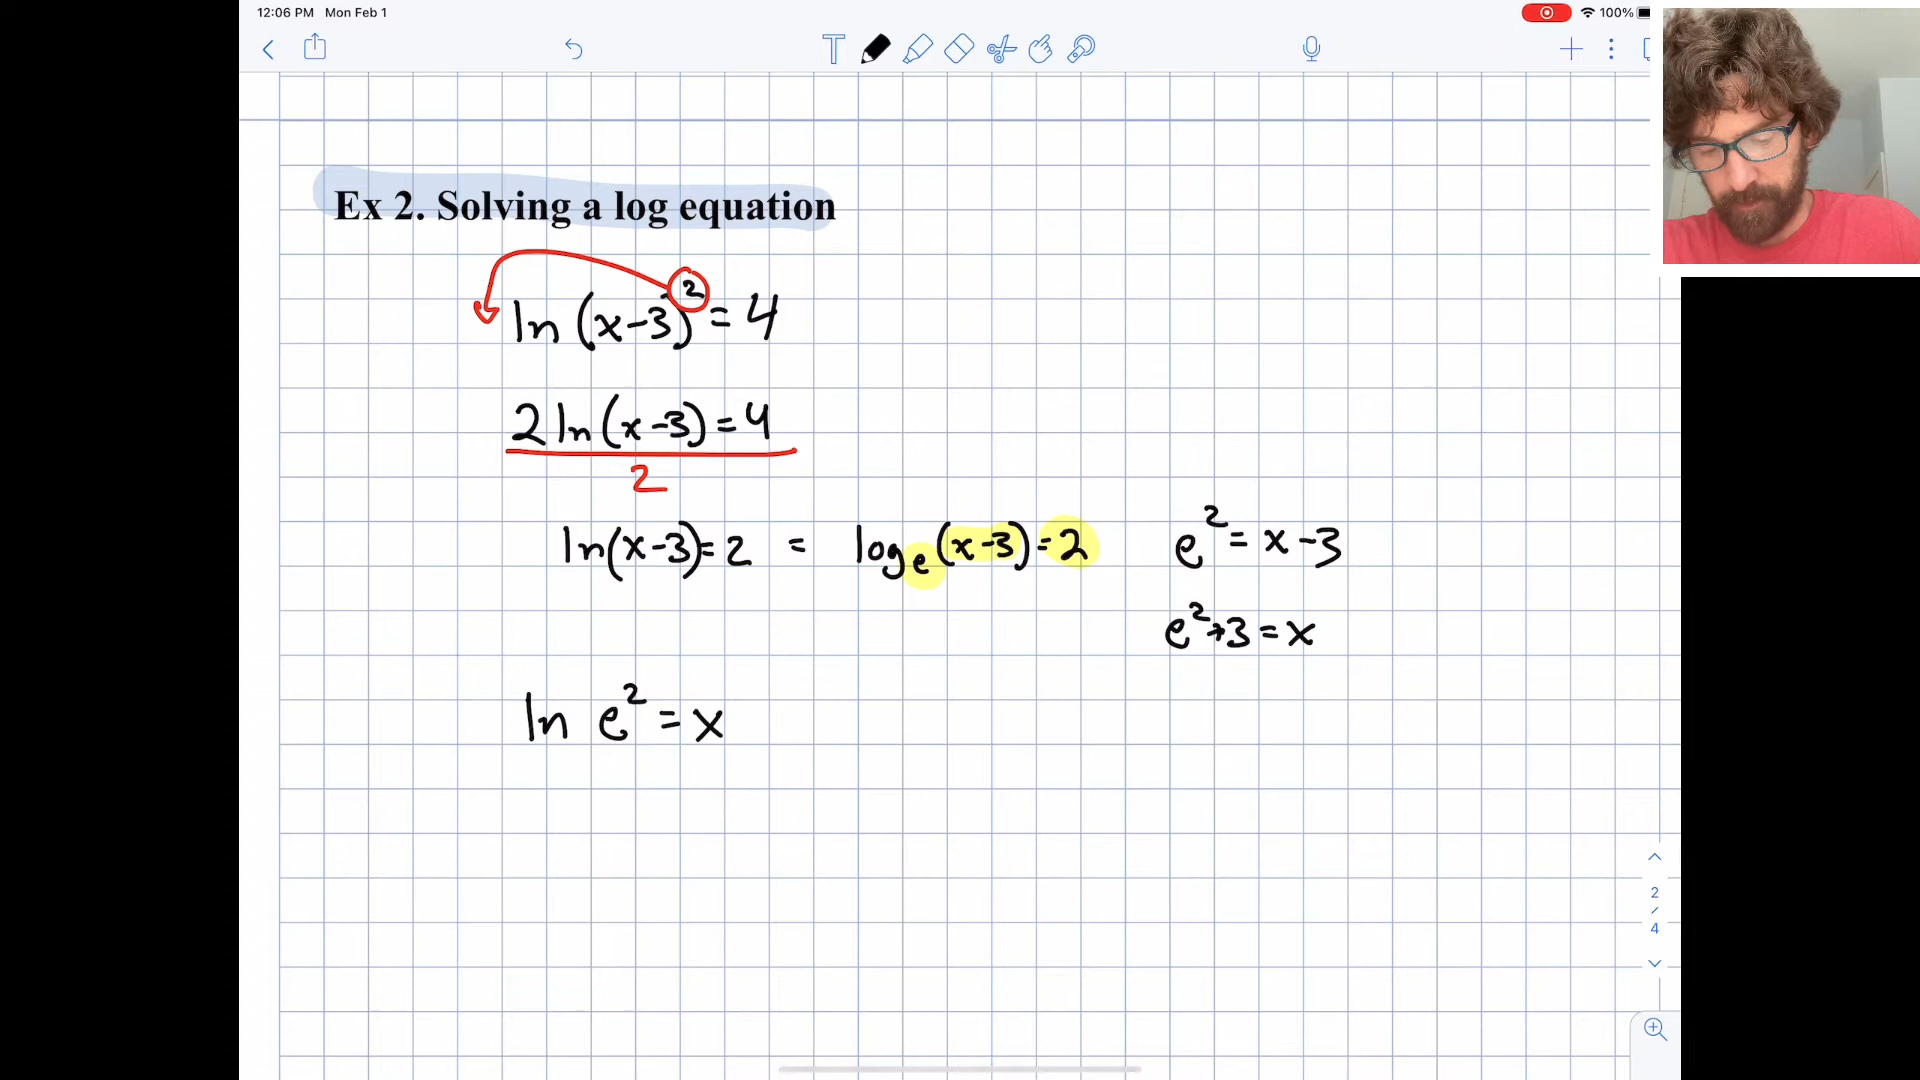 12:06 PM Mon Feb 1 100%
T
Ex 2. Solving a log equation
ln (x-3)² = 4
2 ln (x-3) = 4
2
ln(x-3) = 2 = logₑ(x-3) = 2 e² = x-3
e²+3 = x
ln e² = x
2
/
4